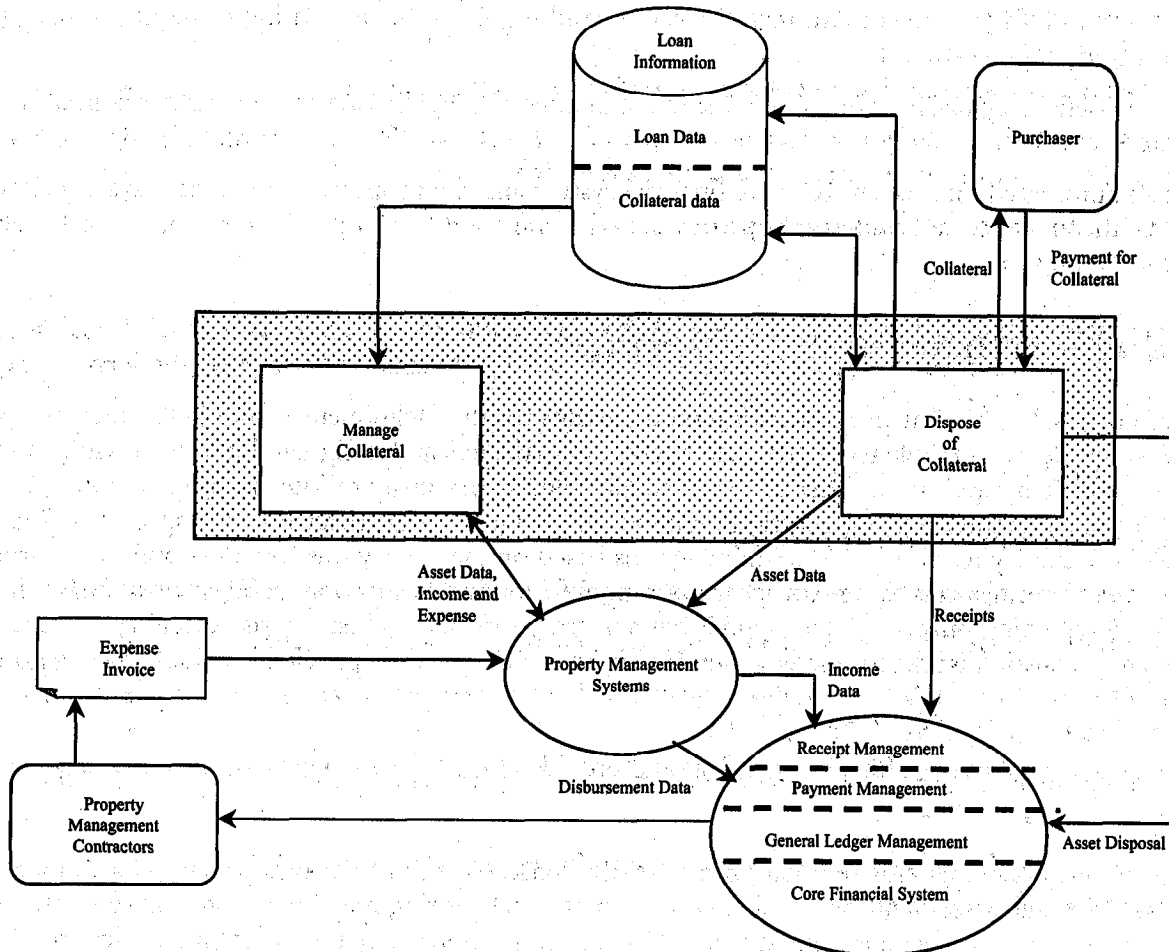 Loan
Information
Loan Data
Collateral data
Purchaser
Collateral
Payment for
Collateral
Manage
Collateral
Dispose
of
Collateral
Asset Data,
Income and
Expense
Asset Data
Receipts
Expense
Invoice
Property Management
Systems
Income
Data
Receipt Management
Disbursement Data
Payment Management
Property
Management
Contractors
General Ledger Management
Asset Disposal
Core Financial System